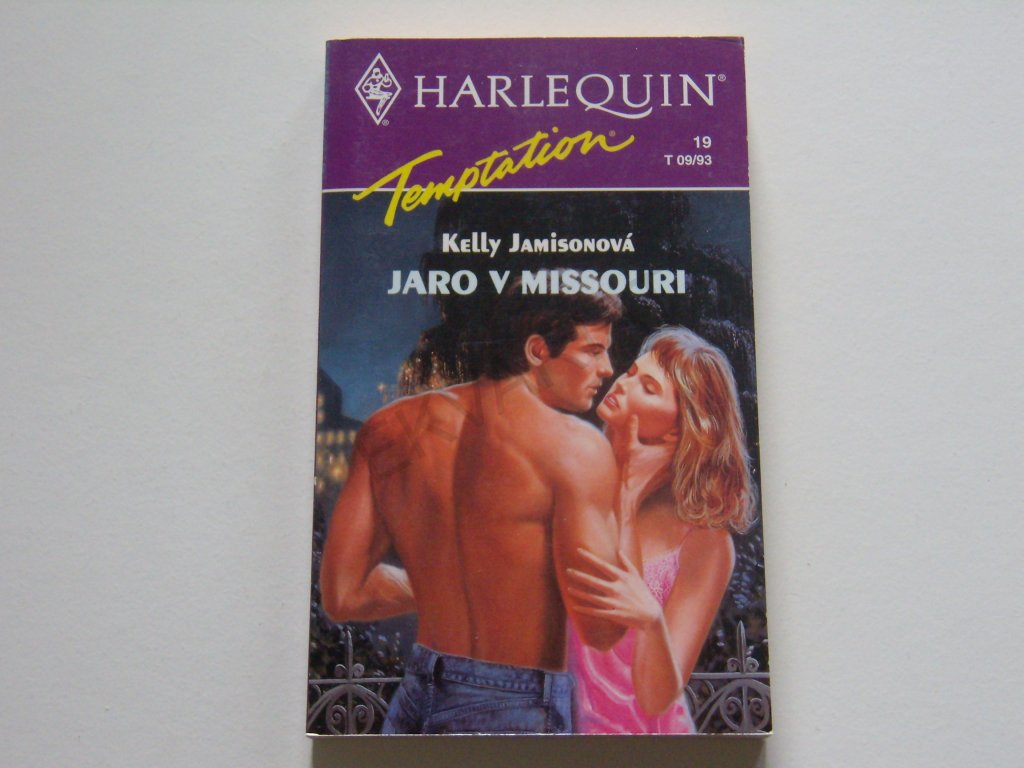 HARLEQUIN®
Temptation®
19
T 09/93
Kelly Jamisonová
JARO V MISSOURI